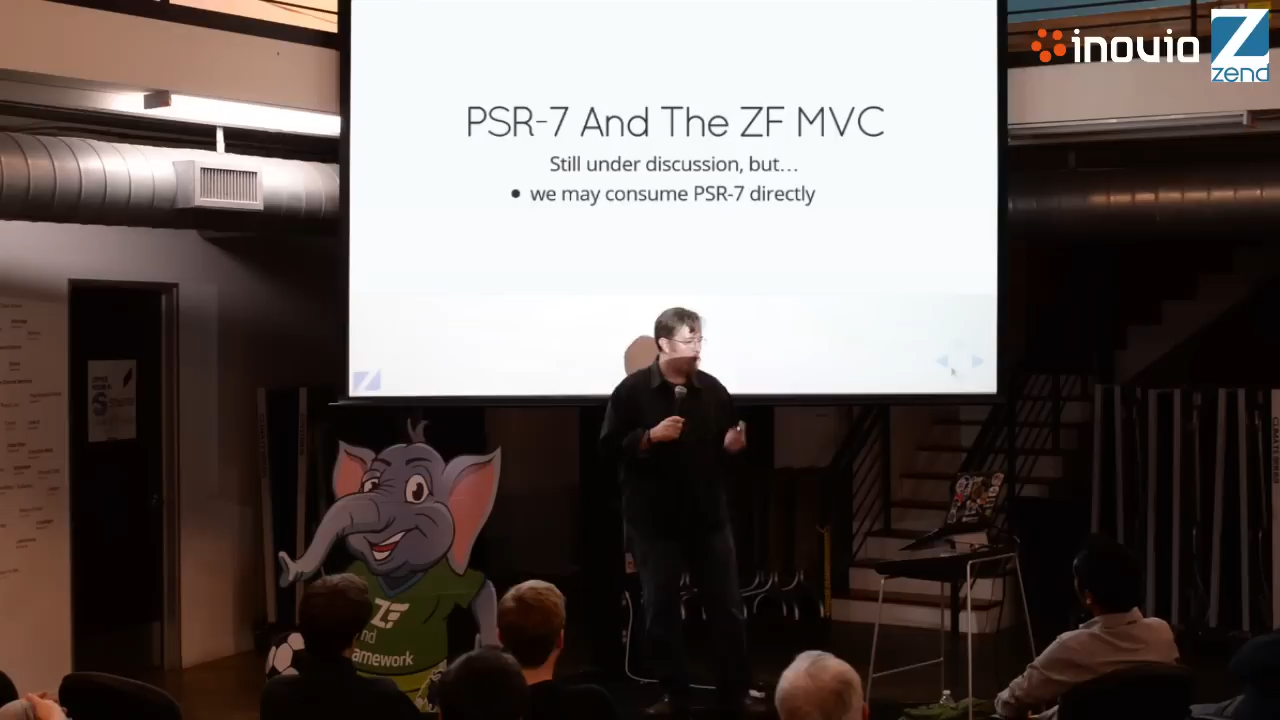 inovia
zend
PSR-7 And The ZF MVC
Still under discussion, but...
• we may consume PSR-7 directly
ZF
nd
amework